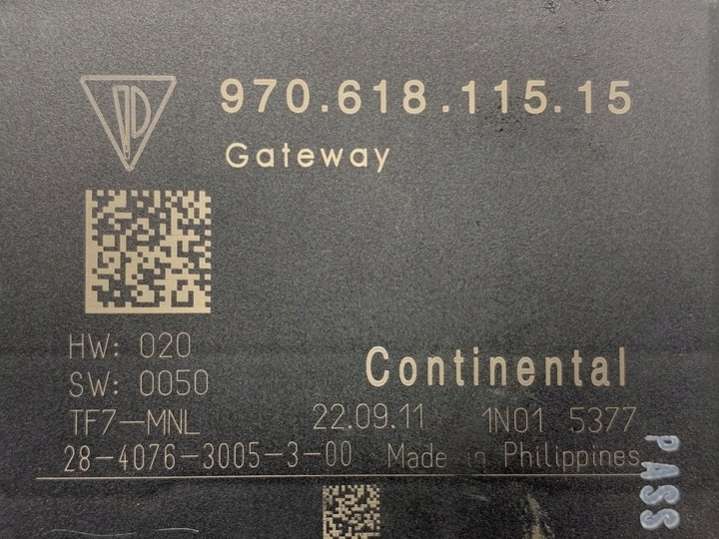 970.618.115.15
Gateway
HW: 020
SW: 0050
Continental
TF7-MNL 22.09.11 1N01 5377
28-4076-3005-3-00 Made in Philippines
PASS